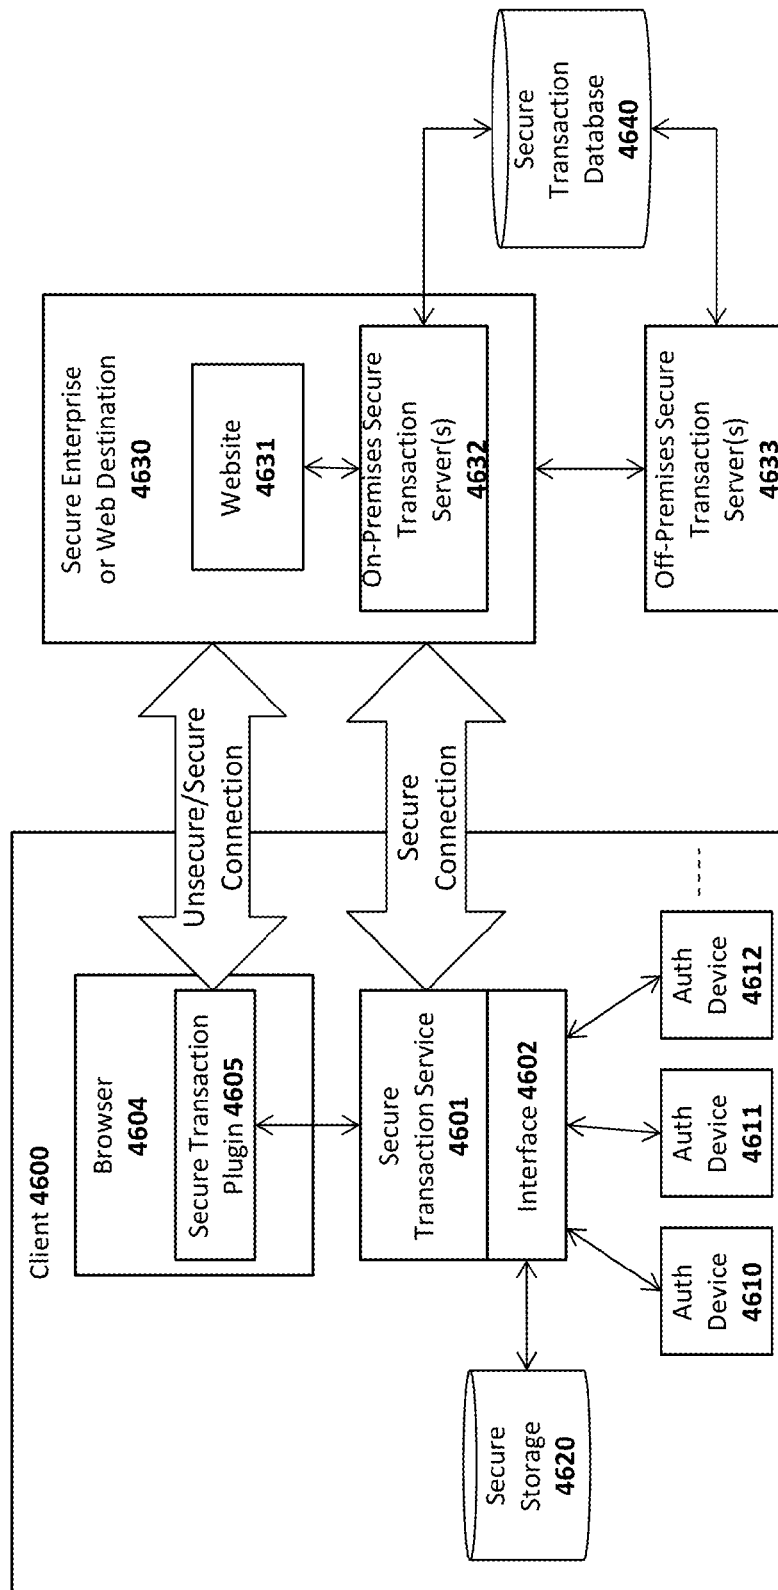 Client 4600
Browser
4604
Secure Transaction
Plugin 4605
Secure
Transaction Service
4601
Interface 4602
Secure
Storage
4620
Auth
Device
4610
Auth
Device
4611
Auth
Device
4612
Unsecure/Secure
Connection
Secure
Connection
Secure Enterprise
or Web Destination
4630
Website
4631
On-Premises Secure
Transaction
Server(s)
4632
Off-Premises Secure
Transaction
Server(s)
4633
Secure
Transaction
Database
4640